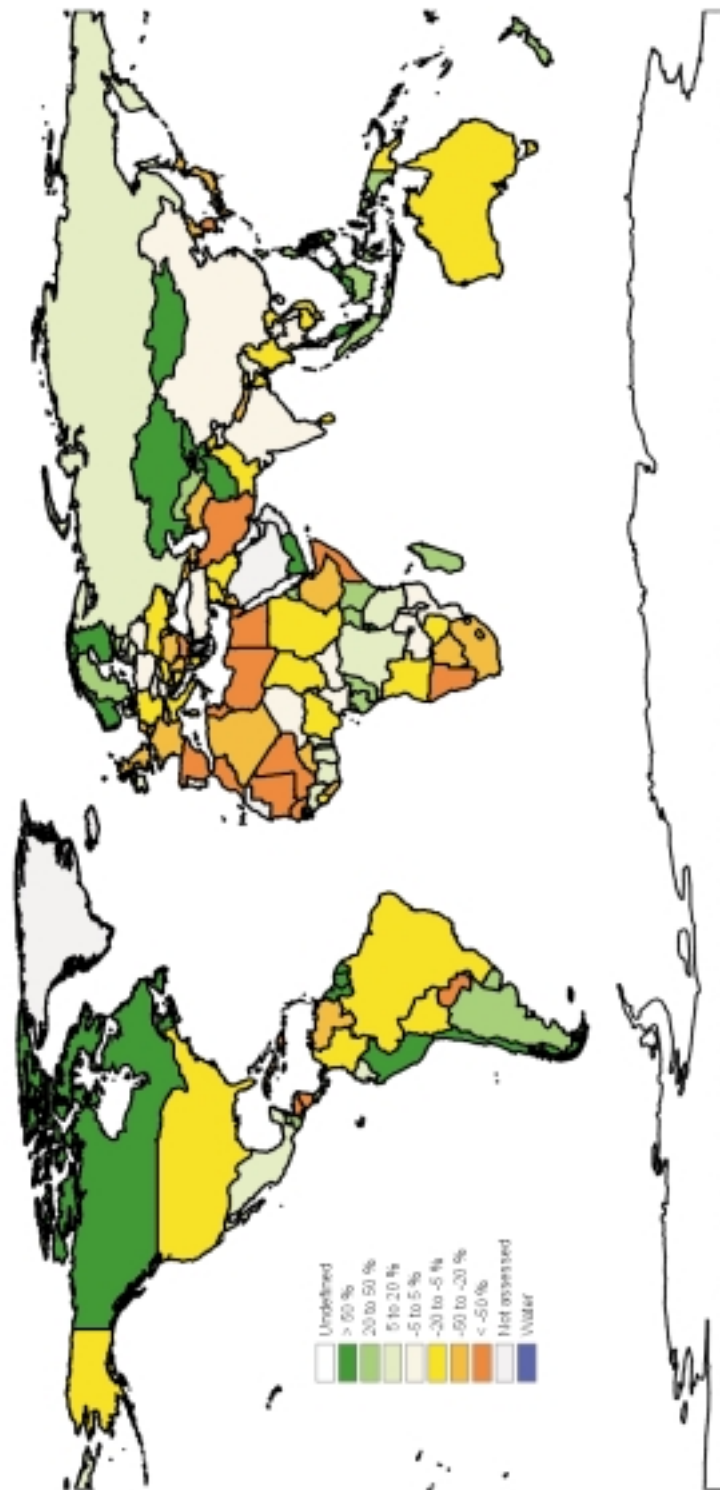 Undefined
> 50 %
20 to 50 %
5 to 20 %
-5 to 5 %
-20 to -5 %
-50 to -20 %
< -50 %
Not assessed
Water